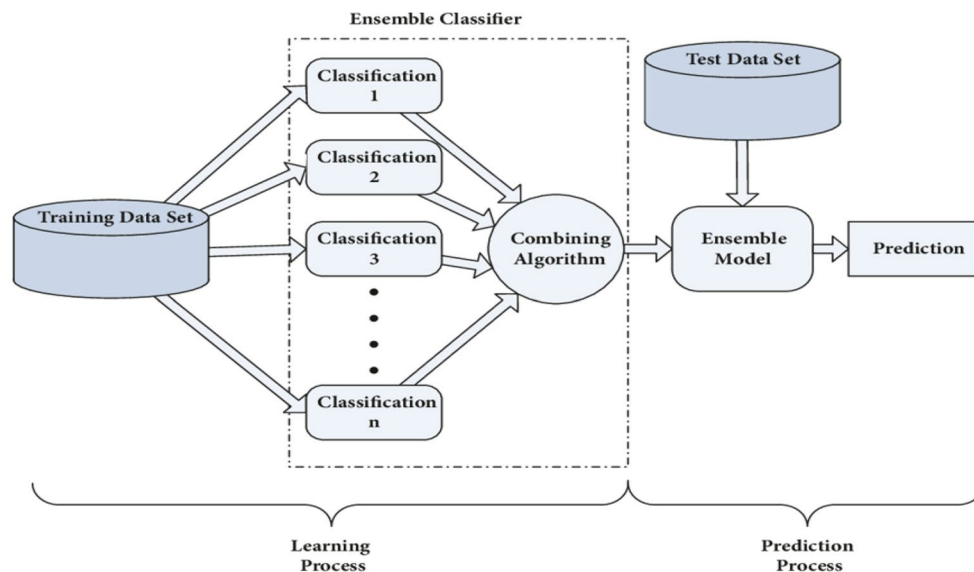 Ensemble Classifier
Training Data Set
Classification
1
Classification
2
Classification
3
Classification
n
Combining
Algorithm
Test Data Set
Ensemble
Model
Prediction
Learning
Process
Prediction
Process